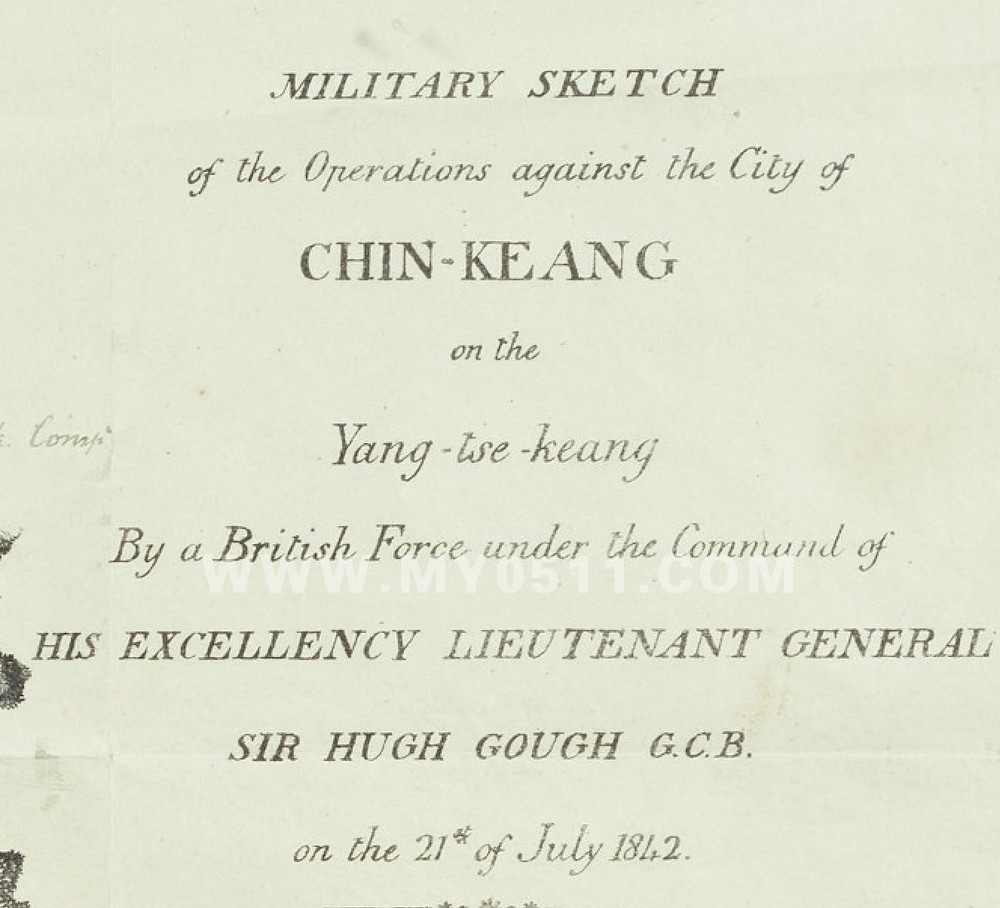 MILITARY SKETCH
of the Operations against the City of
CHIN-KEANG
on the
Yang-tse-keang
By a British Force under the Command of
WWW.MY0511.COM
HIS EXCELLENCY LIEUTENANT GENERAL
SIR HUGH GOUGH G.C.B.
on the 21st of July 1842.